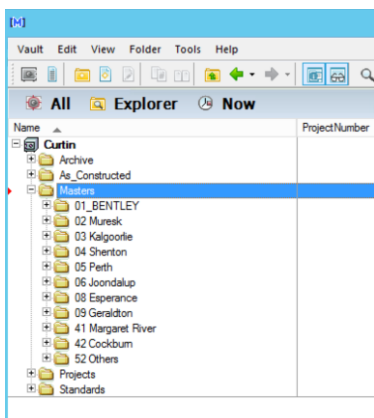 [M]
Vault Edit View Folder Tools Help
All Explorer Now
Name ProjectNumber
Curtin
Archive
As_Constructed
Masters
01_BENTLEY
02 Muresk
03 Kalgoorlie
04 Shenton
05 Perth
06 Joondalup
08 Esperance
09 Geraldton
41 Margaret River
42 Cockburn
52 Others
Projects
Standards